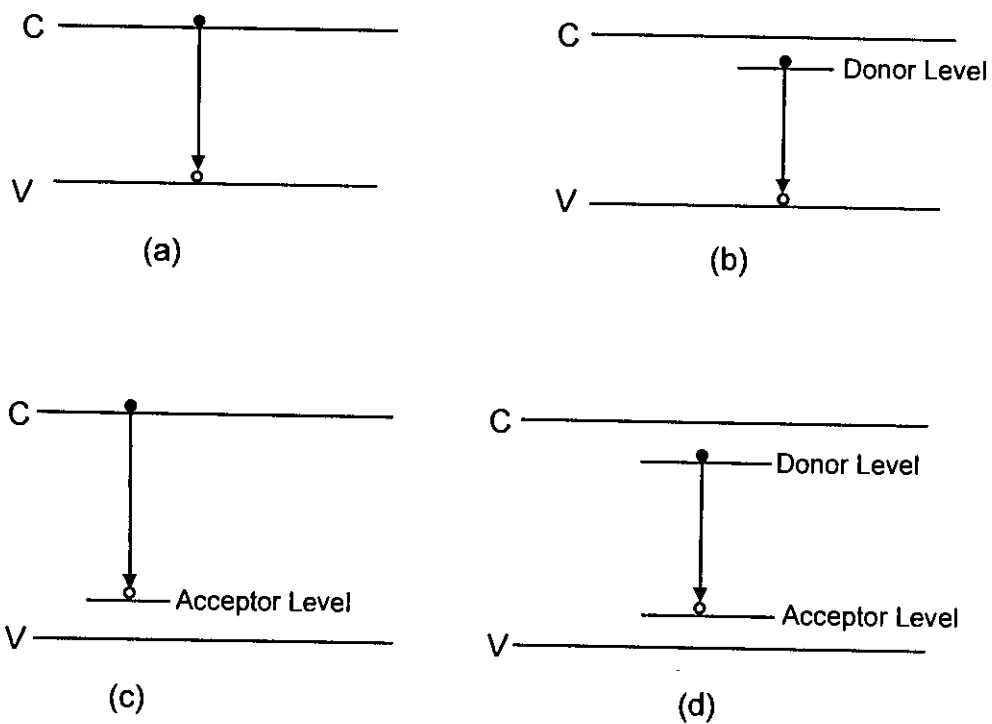 C
C
Donor Level
V
V
(a)
(b)
C
C
Donor Level
Acceptor Level
Acceptor Level
V
V
(c)
(d)